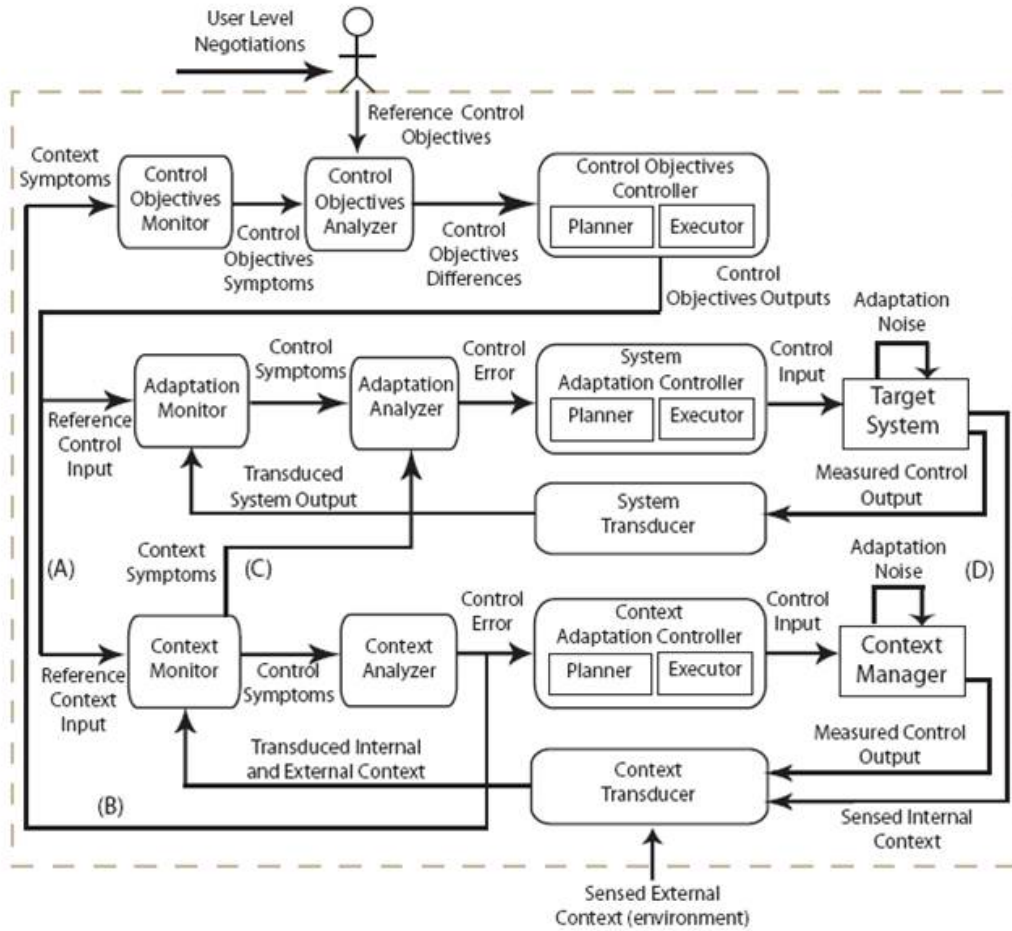 User Level
Negotiations
Reference Control
Objectives
Context
Symptoms
Control
Objectives
Monitor
Control
Objectives
Symptoms
Control
Objectives
Analyzer
Control
Objectives
Differences
Control Objectives
Controller
Planner
Executor
Control
Objectives Outputs
Adaptation
Noise
Reference
Control
Input
Adaptation
Monitor
Control
Symptoms
Adaptation
Analyzer
Control
Error
System
Adaptation Controller
Planner
Executor
Control
Input
Target
System
Transduced
System Output
System
Transducer
Measured Control
Output
(A)
Context
Symptoms
(C)
(D)
Adaptation
Noise
Reference
Context
Input
Context
Monitor
Control
Symptoms
Context
Analyzer
Control
Error
Context
Adaptation Controller
Planner
Executor
Control
Input
Context
Manager
Transduced Internal
and External Context
Context
Transducer
Measured Control
Output
(B)
Sensed Internal
Context
Sensed External
Context (environment)